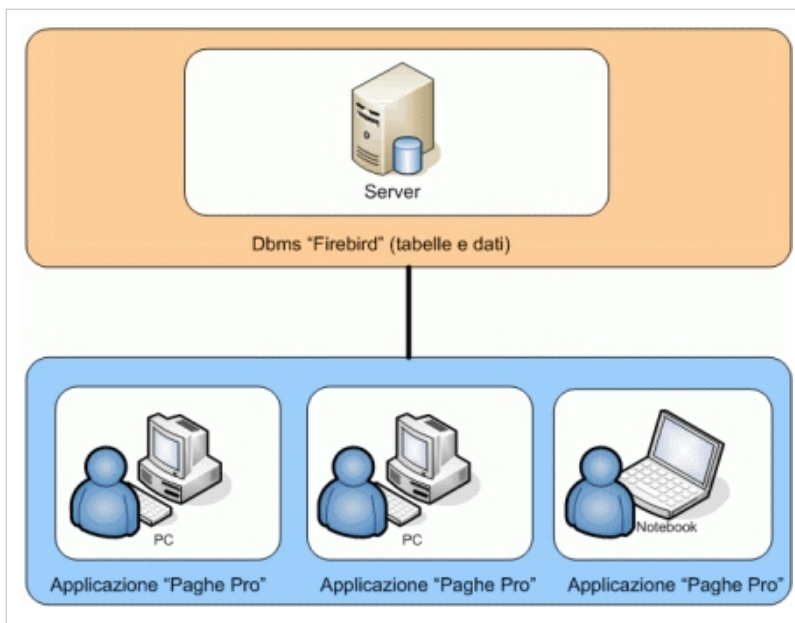 Server
Dbms “Firebird” (tabelle e dati)
PC
PC
Notebook
Applicazione “Paghe Pro”
Applicazione “Paghe Pro”
Applicazione “Paghe Pro”